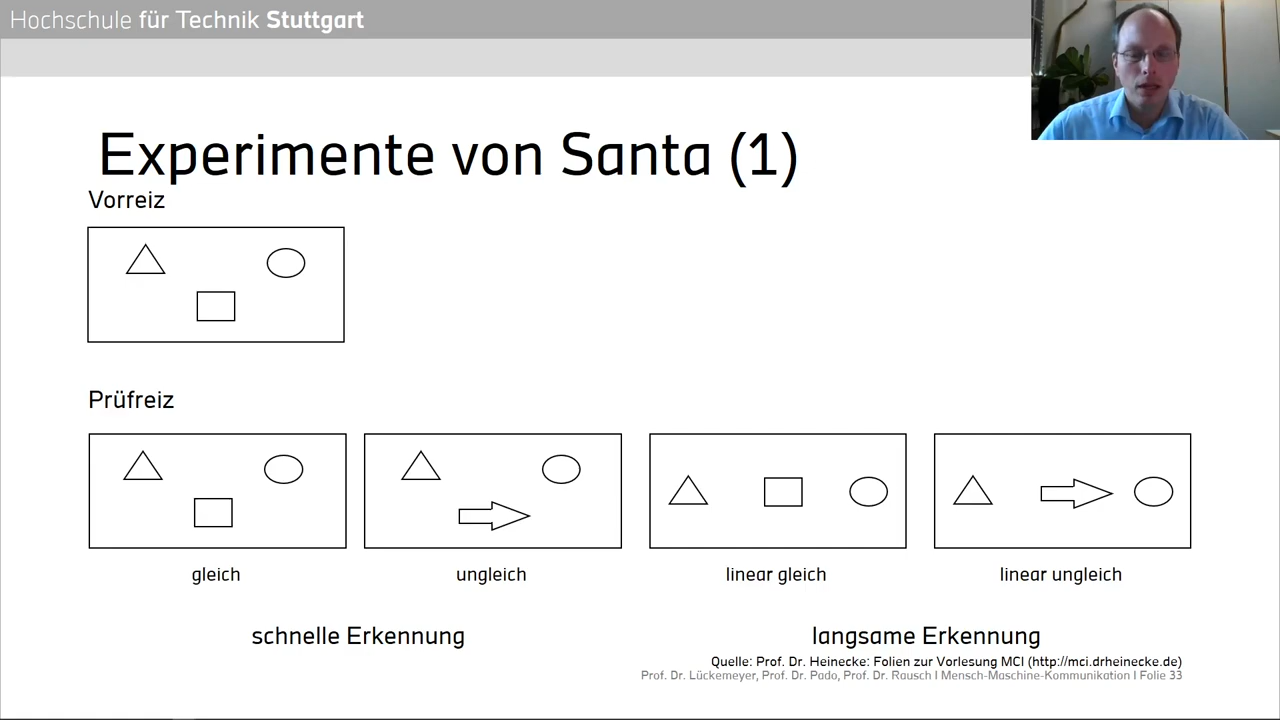 Hochschule für Technik Stuttgart
Experimente von Santa (1)
Vorreiz
Prüfreiz
gleich
ungleich
linear gleich
linear ungleich
schnelle Erkennung
langsame Erkennung
Quelle: Prof. Dr. Heinecke: Folien zur Vorlesung MCI (http://mci.drheinecke.de)
Prof. Dr. Lückemeyer, Prof. Dr. Pado, Prof. Dr. Rausch I Mensch-Maschine-Kommunikation I Folie 33